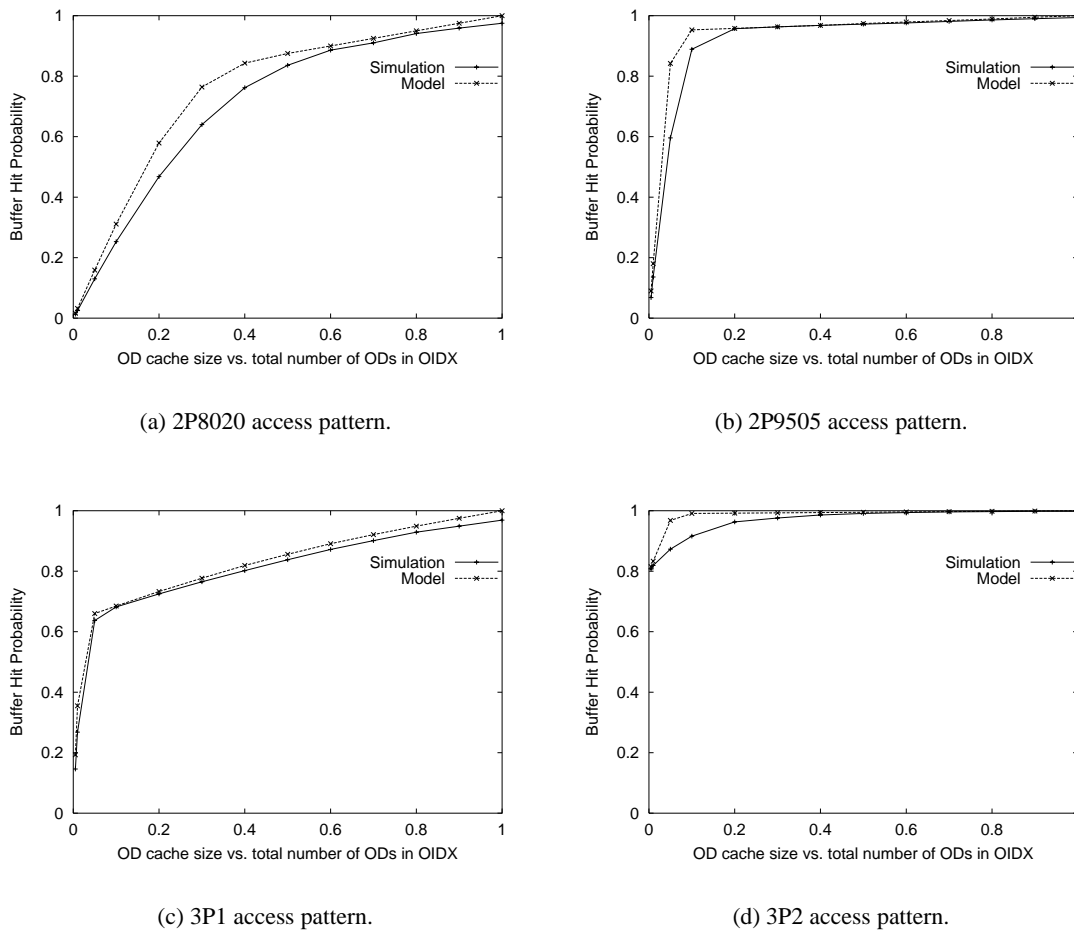 1
0.8
0.6
0.4
0.2
0
0 0.2 0.4 0.6 0.8 1
Buffer Hit Probability
OD cache size vs. total number of ODs in OIDX
Simulation
Model
(a) 2P8020 access pattern.
1
0.8
0.6
0.4
0.2
0
0 0.2 0.4 0.6 0.8
Buffer Hit Probability
OD cache size vs. total number of ODs in OIDX
Simulation
Model
(b) 2P9505 access pattern.
1
0.8
0.6
0.4
0.2
0
0 0.2 0.4 0.6 0.8 1
Buffer Hit Probability
OD cache size vs. total number of ODs in OIDX
Simulation
Model
(c) 3P1 access pattern.
1
0.8
0.6
0.4
0.2
0
0 0.2 0.4 0.6 0.8
Buffer Hit Probability
OD cache size vs. total number of ODs in OIDX
Simulation
Model
(d) 3P2 access pattern.